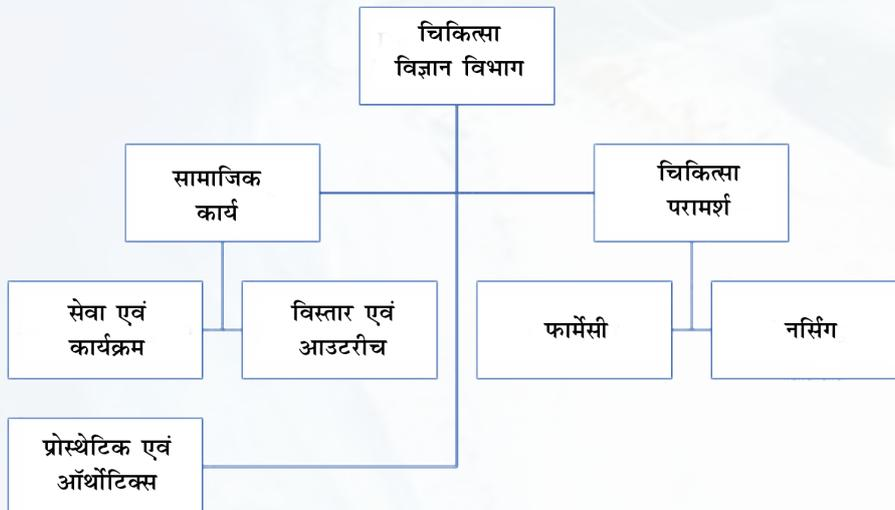 चिकित्सा
विज्ञान विभाग
सामाजिक
कार्य
चिकित्सा
परामर्श
सेवा एवं
कार्यक्रम
विस्तार एवं
आउटरीच
फार्मेसी
नर्सिंग
प्रोस्थेटिक एवं
ऑर्थोटिक्स